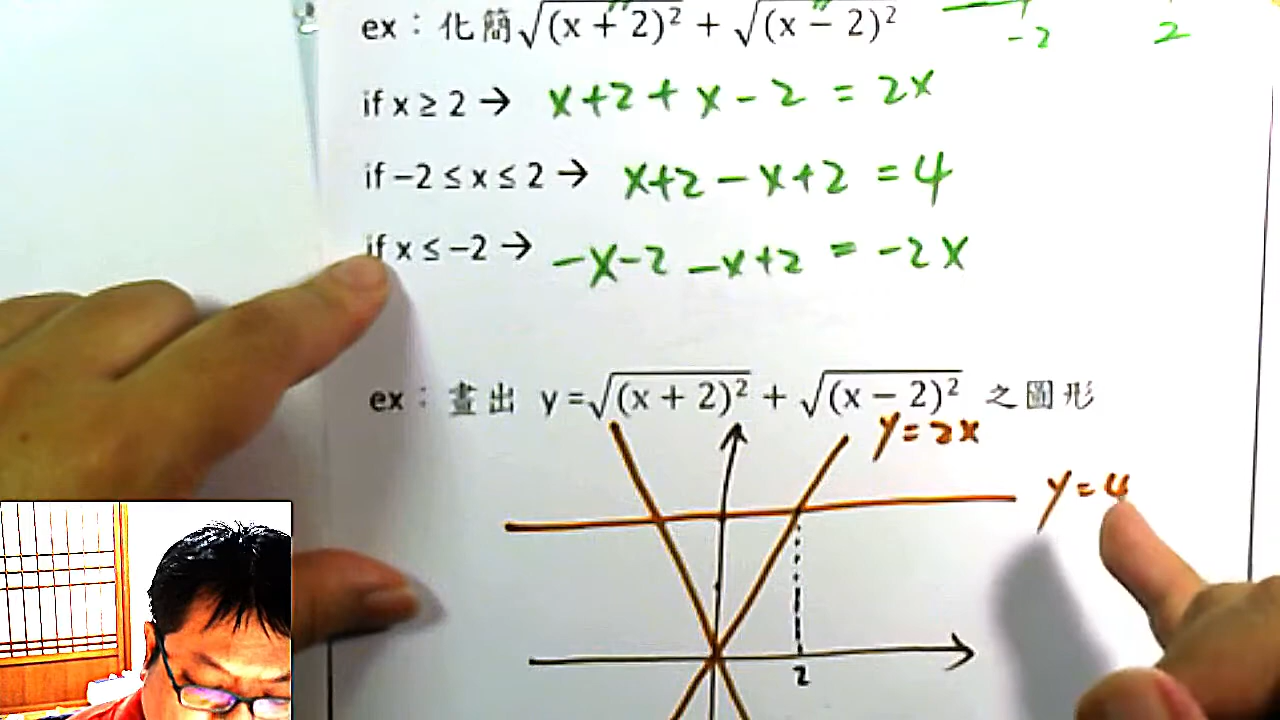 ex：化簡√(x + 2)² + √(x − 2)²
-2 2
if x ≥ 2 → x+2+x-2 = 2x
if −2 ≤ x ≤ 2 → x+2-x+2 = 4
if x ≤ −2 → -x-2-x+2 = -2x
ex：畫出 y =√(x + 2)² + √(x − 2)² 之圖形
y=2x
y=4
2